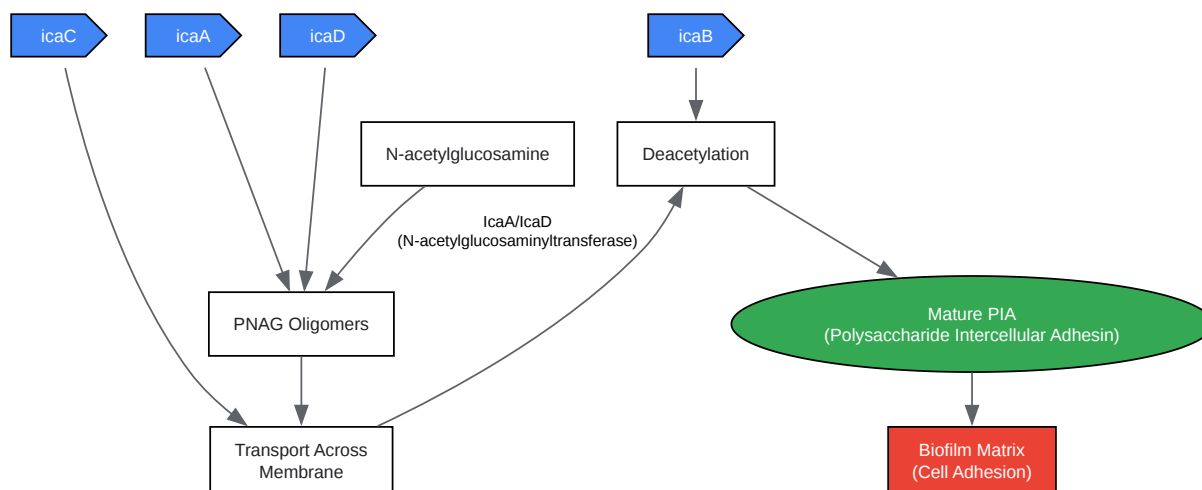 icaC
icaA
icaD
icaB
N-acetylglucosamine
Deacetylation
IcaA/IcaD
(N-acetylglucosaminyltransferase)
PNAG Oligomers
Mature PIA
(Polysaccharide Intercellular Adhesin)
Transport Across
Membrane
Biofilm Matrix
(Cell Adhesion)